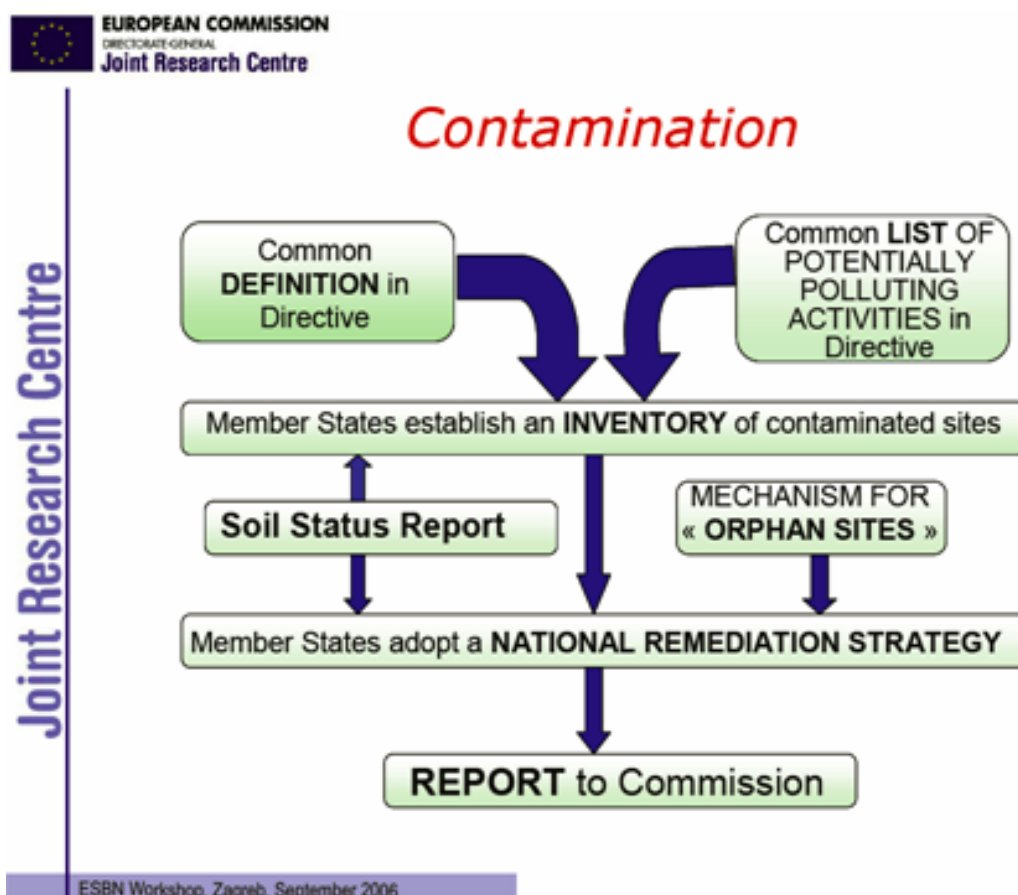 EUROPEAN COMMISSION
DIRECTORATE-GENERAL
Joint Research Centre
Joint Research Centre
Contamination
Common
DEFINITION in
Directive
Common LIST OF
POTENTIALLY
POLLUTING
ACTIVITIES in
Directive
Member States establish an INVENTORY of contaminated sites
Soil Status Report
MECHANISM FOR
« ORPHAN SITES »
Member States adopt a NATIONAL REMEDIATION STRATEGY
REPORT to Commission
ESBN Workshop, Zagreb, September 2006